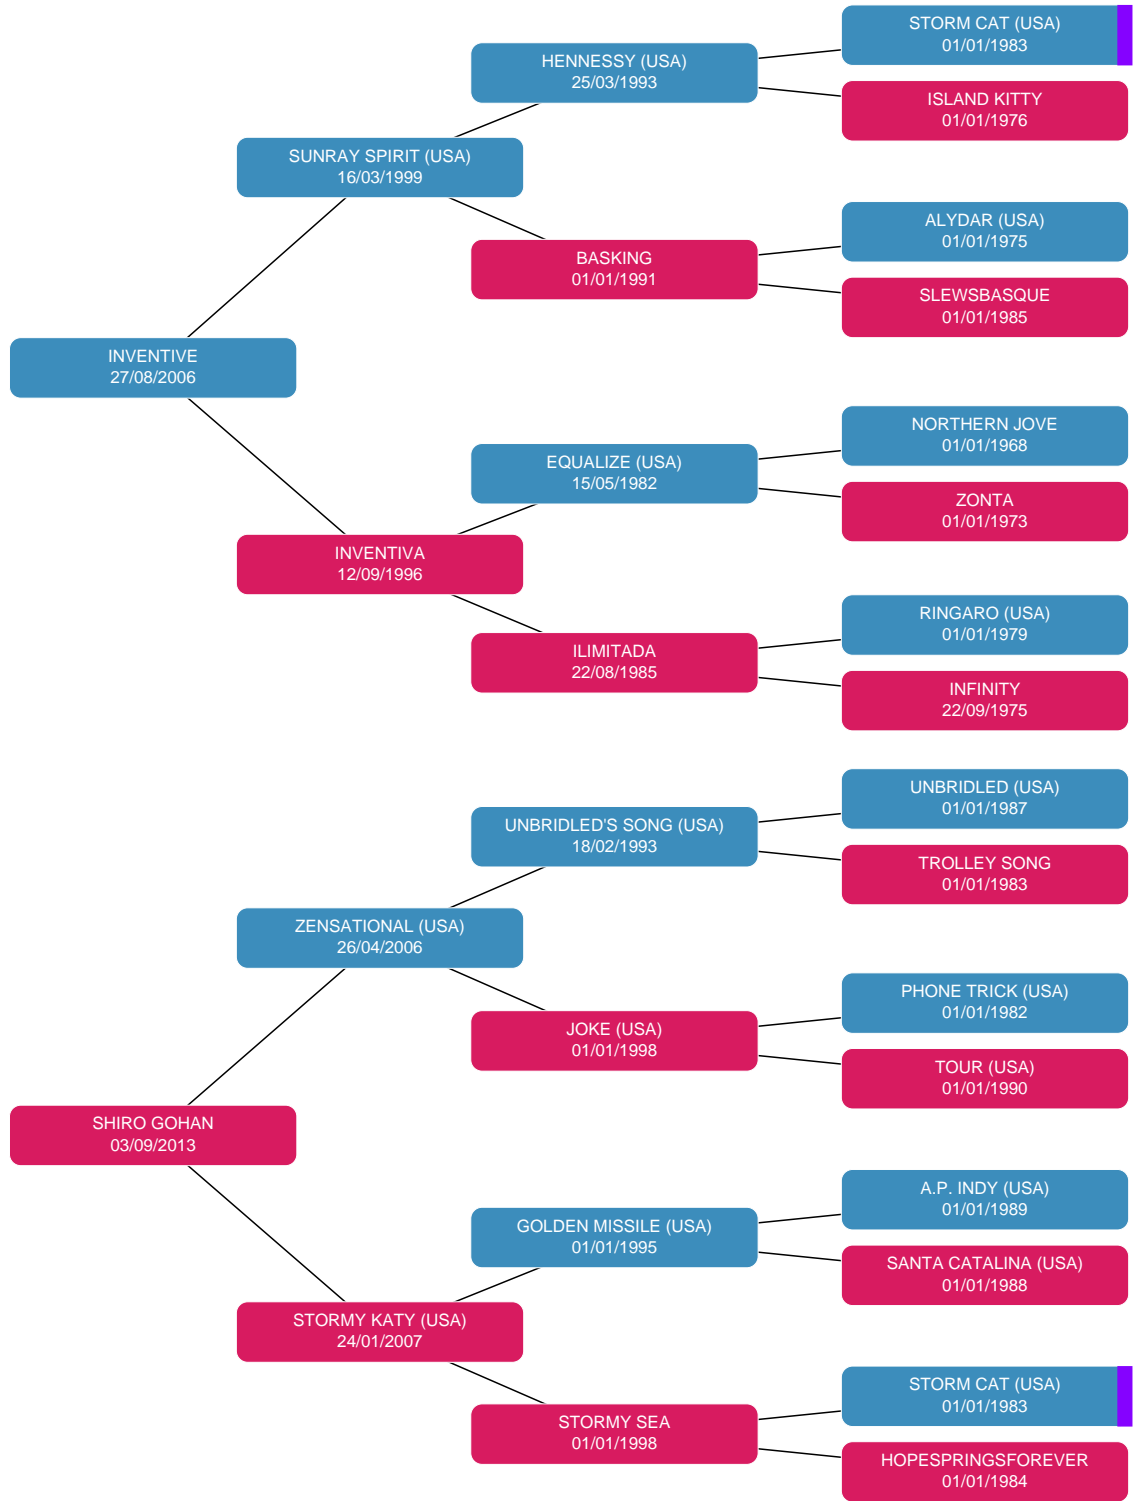 STORM CAT (USA)
01/01/1983
HENNESSY (USA)
25/03/1993
ISLAND KITTY
01/01/1976
SUNRAY SPIRIT (USA)
16/03/1999
ALYDAR (USA)
01/01/1975
BASKING
01/01/1991
SLEWSBASQUE
01/01/1985
INVENTIVE
27/08/2006
NORTHERN JOVE
01/01/1968
EQUALIZE (USA)
15/05/1982
ZONTA
01/01/1973
INVENTIVA
12/09/1996
RINGARO (USA)
01/01/1979
ILIMITADA
22/08/1985
INFINITY
22/09/1975
UNBRIDLED (USA)
01/01/1987
UNBRIDLED'S SONG (USA)
18/02/1993
TROLLEY SONG
01/01/1983
ZENSATIONAL (USA)
26/04/2006
PHONE TRICK (USA)
01/01/1982
JOKE (USA)
01/01/1998
TOUR (USA)
01/01/1990
SHIRO GOHAN
03/09/2013
A.P. INDY (USA)
01/01/1989
GOLDEN MISSILE (USA)
01/01/1995
SANTA CATALINA (USA)
01/01/1988
STORMY KATY (USA)
24/01/2007
STORM CAT (USA)
01/01/1983
STORMY SEA
01/01/1998
HOPESPRINGSFOREVER
01/01/1984